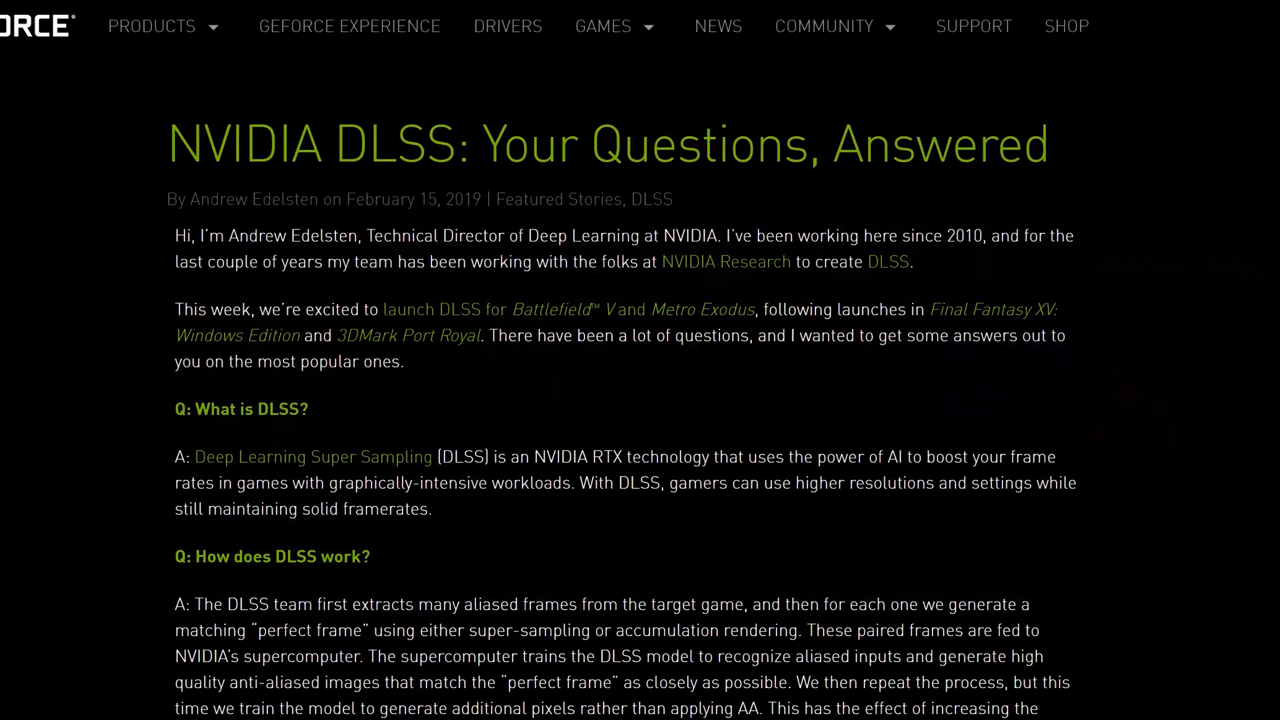 ORCE®
PRODUCTS GEFORCE EXPERIENCE DRIVERS GAMES NEWS COMMUNITY SUPPORT SHOP
NVIDIA DLSS: Your Questions, Answered
By Andrew Edelsten on February 15, 2019 | Featured Stories, DLSS
Hi, I'm Andrew Edelsten, Technical Director of Deep Learning at NVIDIA. I've been working here since 2010, and for the
last couple of years my team has been working with the folks at NVIDIA Research to create DLSS.
This week, we're excited to launch DLSS for Battlefield™ V and Metro Exodus, following launches in Final Fantasy XV:
Windows Edition and 3DMark Port Royal. There have been a lot of questions, and I wanted to get some answers out to
you on the most popular ones.
Q: What is DLSS?
A: Deep Learning Super Sampling (DLSS) is an NVIDIA RTX technology that uses the power of AI to boost your frame
rates in games with graphically-intensive workloads. With DLSS, gamers can use higher resolutions and settings while
still maintaining solid framerates.
Q: How does DLSS work?
A: The DLSS team first extracts many aliased frames from the target game, and then for each one we generate a
matching "perfect frame" using either super-sampling or accumulation rendering. These paired frames are fed to
NVIDIA's supercomputer. The supercomputer trains the DLSS model to recognize aliased inputs and generate high
quality anti-aliased images that match the "perfect frame" as closely as possible. We then repeat the process, but this
time we train the model to generate additional pixels rather than applying AA. This has the effect of increasing the